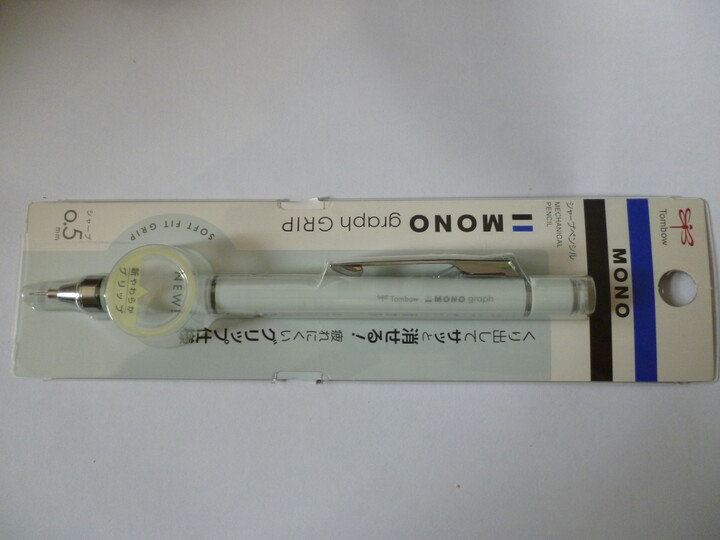 Tombow
MONO
シャープペンシル
MECHANICAL
PENCIL
MONO graph GRIP
くり出してサッと消せる！
疲れにくいグリップ仕様
Tombow MONO graph
NEW!
SOFT FIT GRIP
超やわらか
グリップ
シャープ
0.5mm